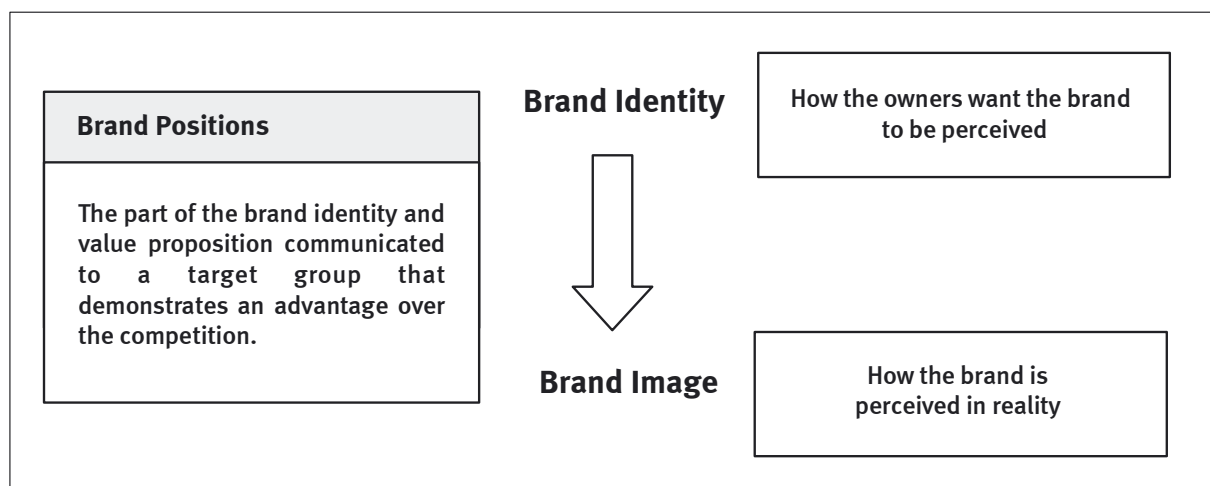 Brand Positions
The part of the brand identity and
value proposition communicated
to a target group that
demonstrates an advantage over
the competition.
Brand Identity
How the owners want the brand
to be perceived
Brand Image
How the brand is
perceived in reality